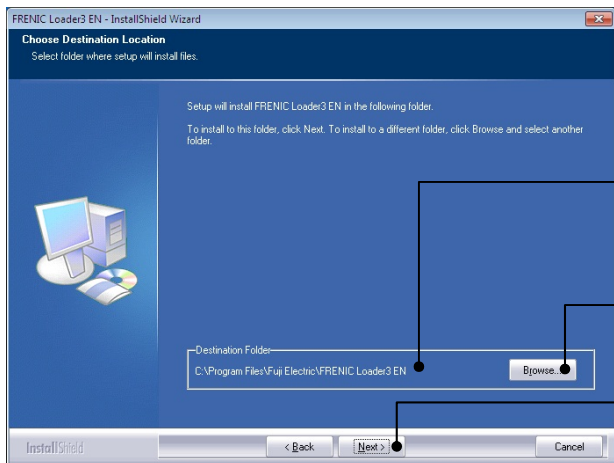 FRENIC Loader3 EN - InstallShield Wizard
Choose Destination Location
Select folder where setup will install files.
Setup will install FRENIC Loader3 EN in the following folder.
To install to this folder, click Next. To install to a different folder, click Browse and select another
folder.
Destination Folder
C:\Program Files\Fuji Electric\FRENIC Loader3 EN
Browse...
InstallShield
< Back
Next >
Cancel